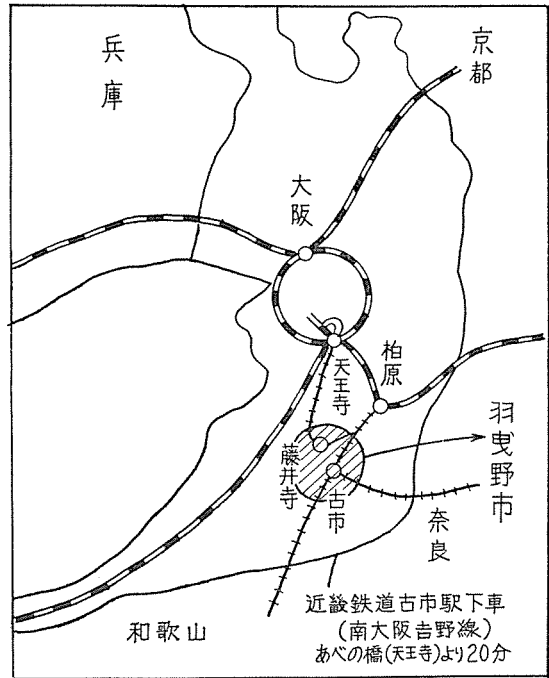 兵庫
京都
大阪
柏原
天王寺
羽曳野市
藤井寺
古市
奈良
和歌山
近畿鉄道古市駅下車
(南大阪吉野線)
あべの橋(天王寺)より20分